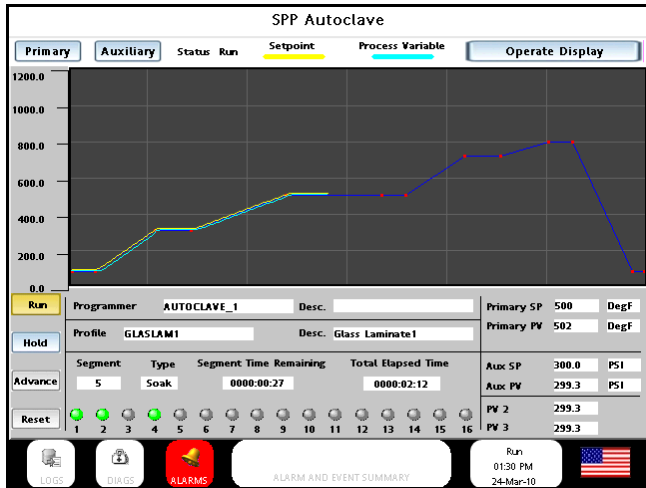 SPP Autoclave
Primary Auxiliary Status Run Setpoint Process Variable Operate Display
1200.0
1000.0
800.0
600.0
400.0
200.0
0.0
Run Programmer AUTOCLAVE_1 Desc. Primary SP 500 DegF
Hold Profile GLASLAM1 Desc. Glass Laminate1 Primary PV 502 DegF
Segment Type Segment Time Remaining Total Elapsed Time Aux SP 300.0 PSI
Advance 5 Soak 0000:00:27 0000:02:12 Aux PV 299.3 PSI
PV 2 299.3
Reset 1 2 3 4 5 6 7 8 9 10 11 12 13 14 15 16 PV 3 299.3
LOGS DIAGS ALARMS ALARM AND EVENT SUMMARY Run
01:30 PM
24-Mar-10